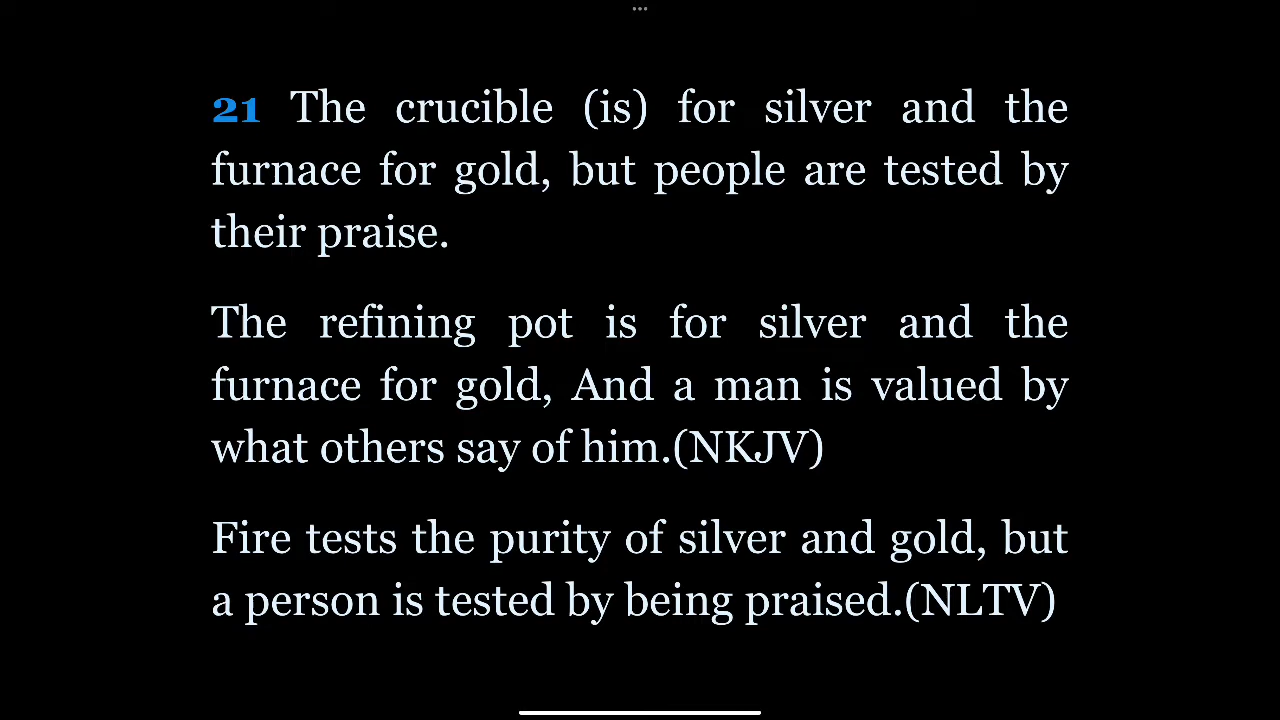 21 The crucible (is) for silver and the
furnace for gold, but people are tested by
their praise.
The refining pot is for silver and the
furnace for gold, And a man is valued by
what others say of him.(NKJV)
Fire tests the purity of silver and gold, but
a person is tested by being praised.(NLTV)